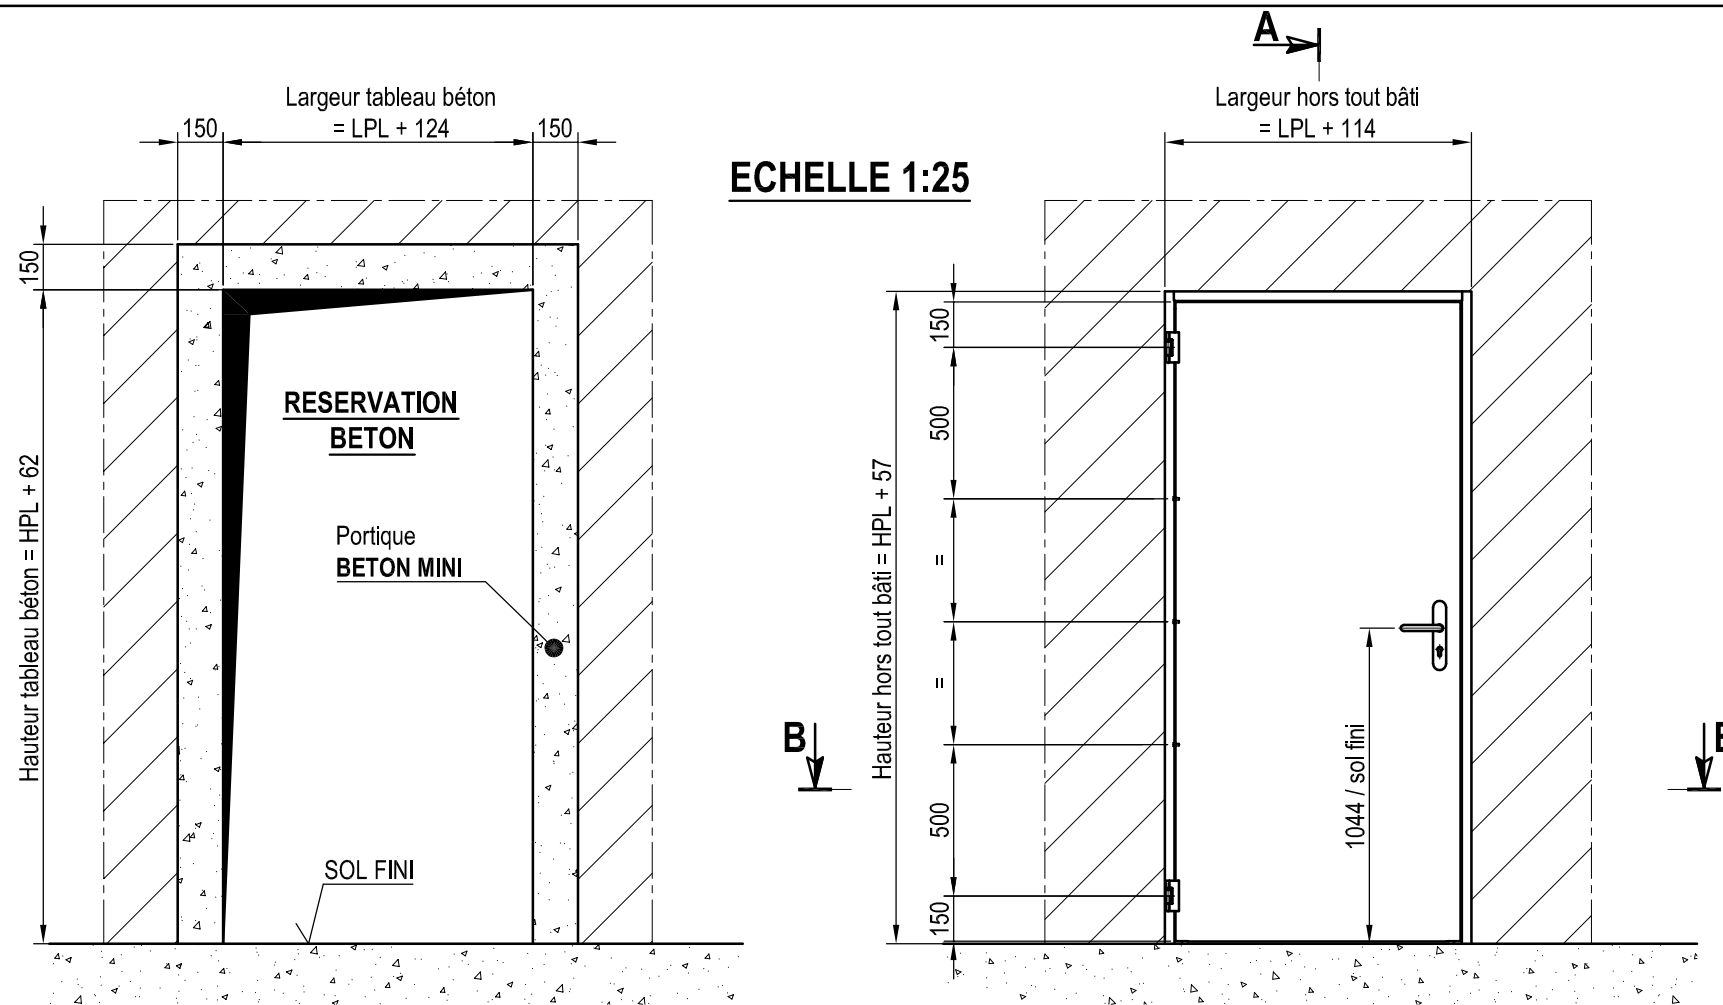 A
Largeur tableau béton
= LPL + 124
150
150
Largeur hors tout bâti
= LPL + 114
ECHELLE 1:25
150
Hauteur tableau béton = HPL + 62
RESERVATION
BETON
Portique
BETON MINI
SOL FINI
Hauteur hors tout bâti = HPL + 57
150
500
=
=
500
150
1044 / sol fini
B